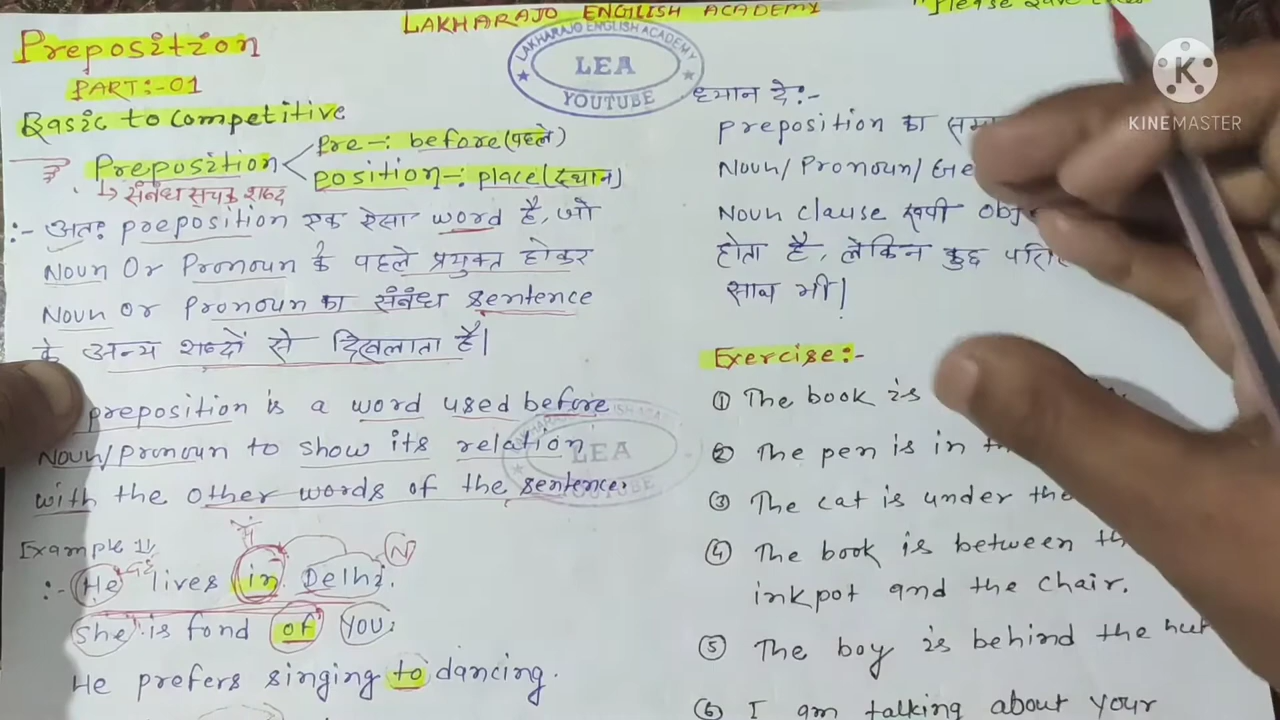 LAKHARAJO ENGLISH ACADEMY
"Please
Preposition
PART:-01
Basic to competitive
Preposition
Pre-: before (पहले)
position-: place (स्थान)
↳ संबंध सूचक शब्द
LAKHARAJO ENGLISH ACADEMY
LEA
YOUTUBE
KINEMASTER
:- अतः preposition एक ऐसा word है, जो
Noun Or Pronoun के पहले प्रयुक्त होकर
Noun or Pronoun का संबंध sentence
के अन्य शब्दों से दिखलाता है।
preposition is a word used before
Noun/pronoun to show its relation
with the other words of the sentence.
LEA
YOUTUBE
Example 1
:- He lives in Delhi.
N
She is fond of you.
He prefers singing to dancing.
ध्यान दे:-
preposition का
Noun/ Pronoun/
Noun clause रूपी
होता है, लेकिन कुछ
साथ भी।
Exercise:-
① The book is
② The pen is in
③ The cat is under the
④ The book is between
inkpot and the chair.
⑤ The boy is behind the hut
⑥ I am talking about your